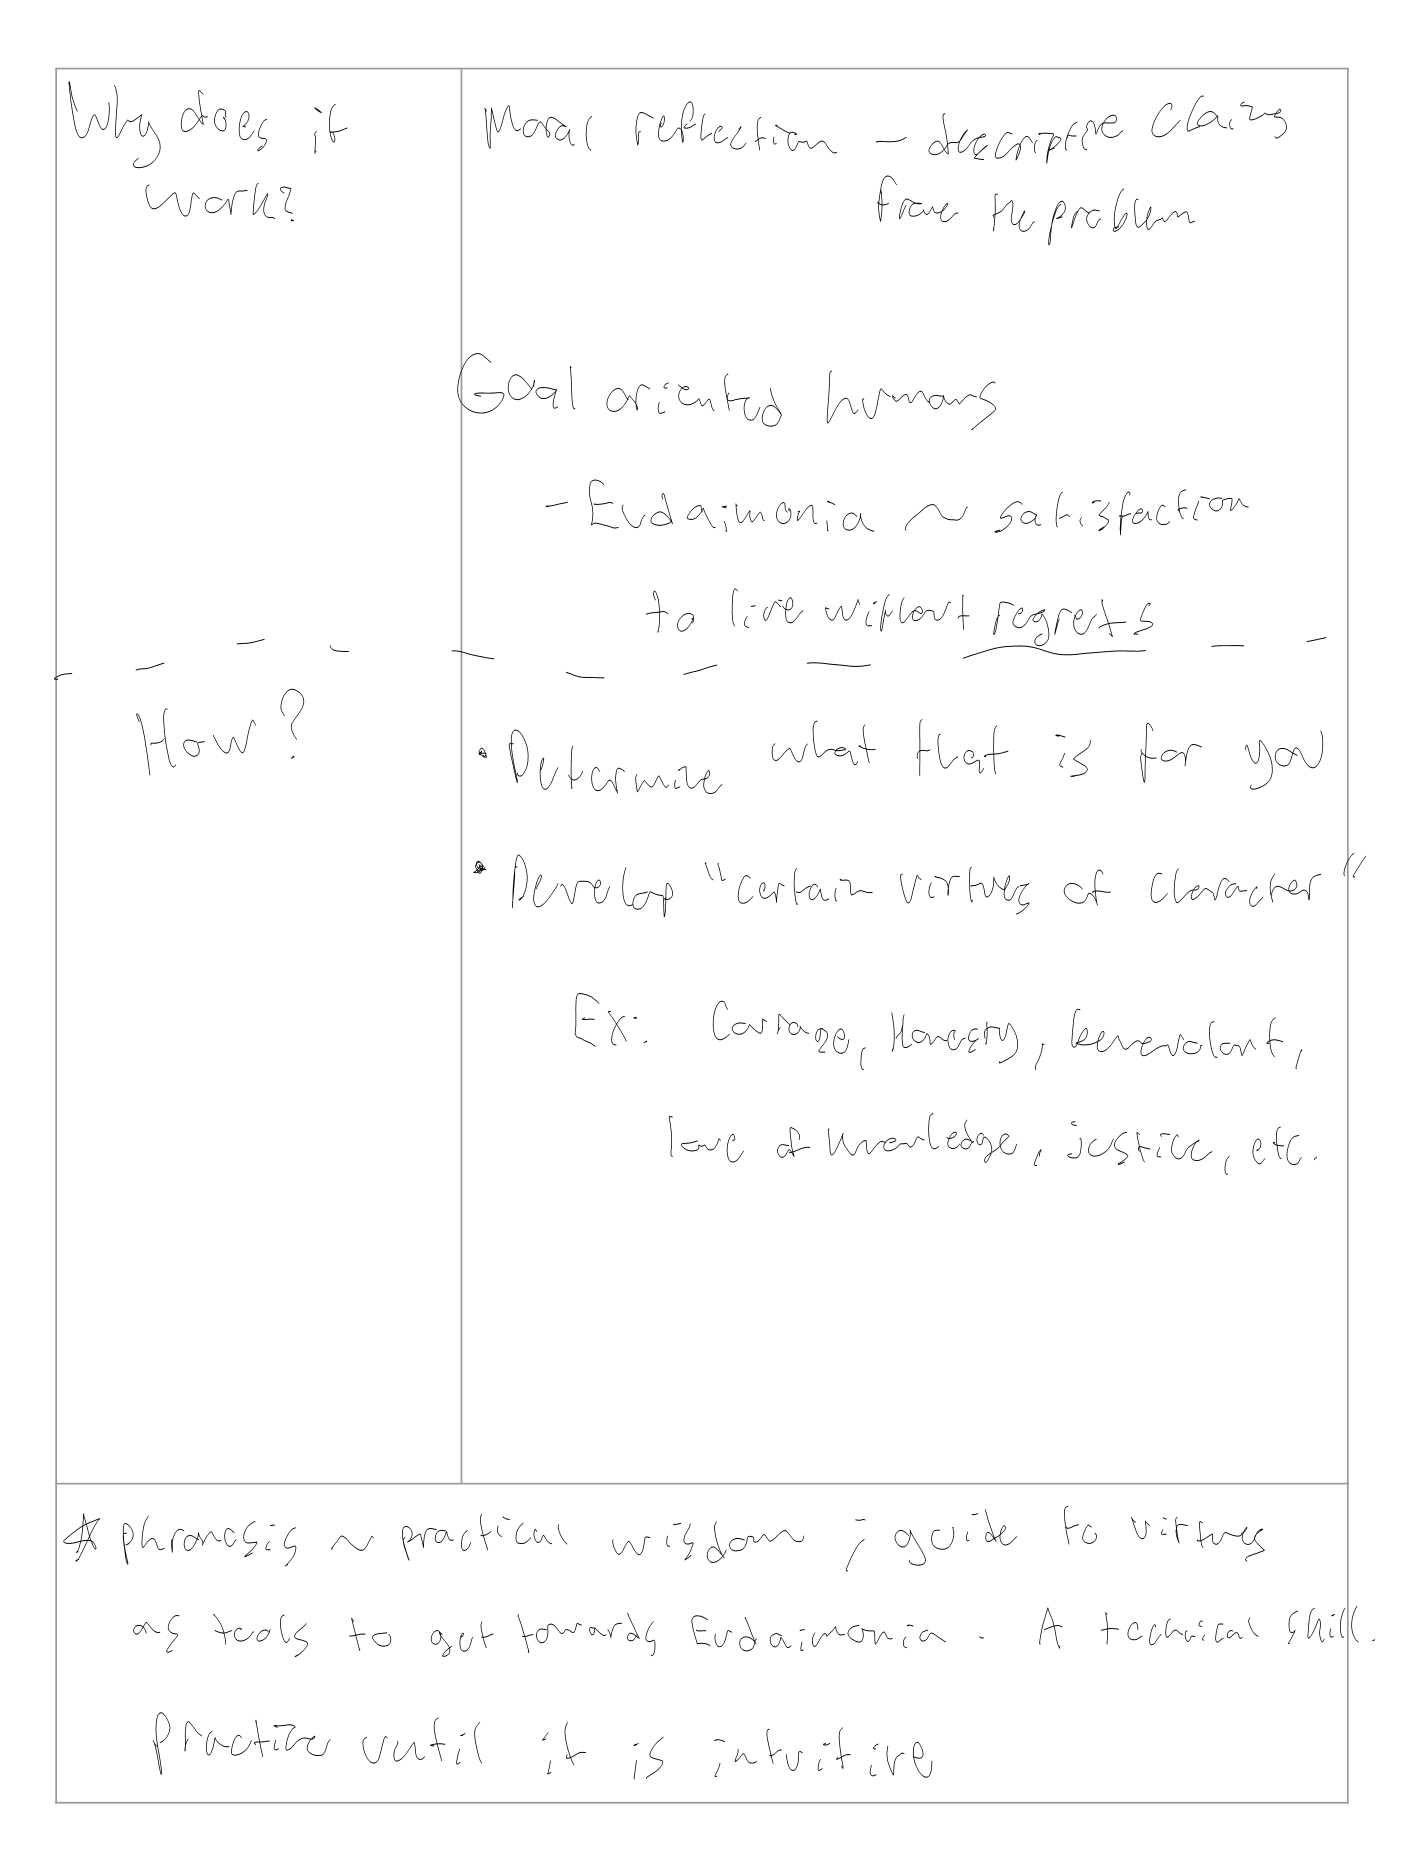 Why does it
work?
Moral reflection - descriptive claims
frame the problem
Goal oriented humans
- Eudaimonia ~ satisfaction
to live without regrets
How?
• Determine what that is for you
• Develop "certain virtues of character"
Ex: Courage, Honesty, benevolant,
love of knowledge, justice, etc.
* phronesis ~ practical wisdom ; guide to virtues
as tools to get towards Eudaimonia. A technical skill.
Practice until it is intuitive